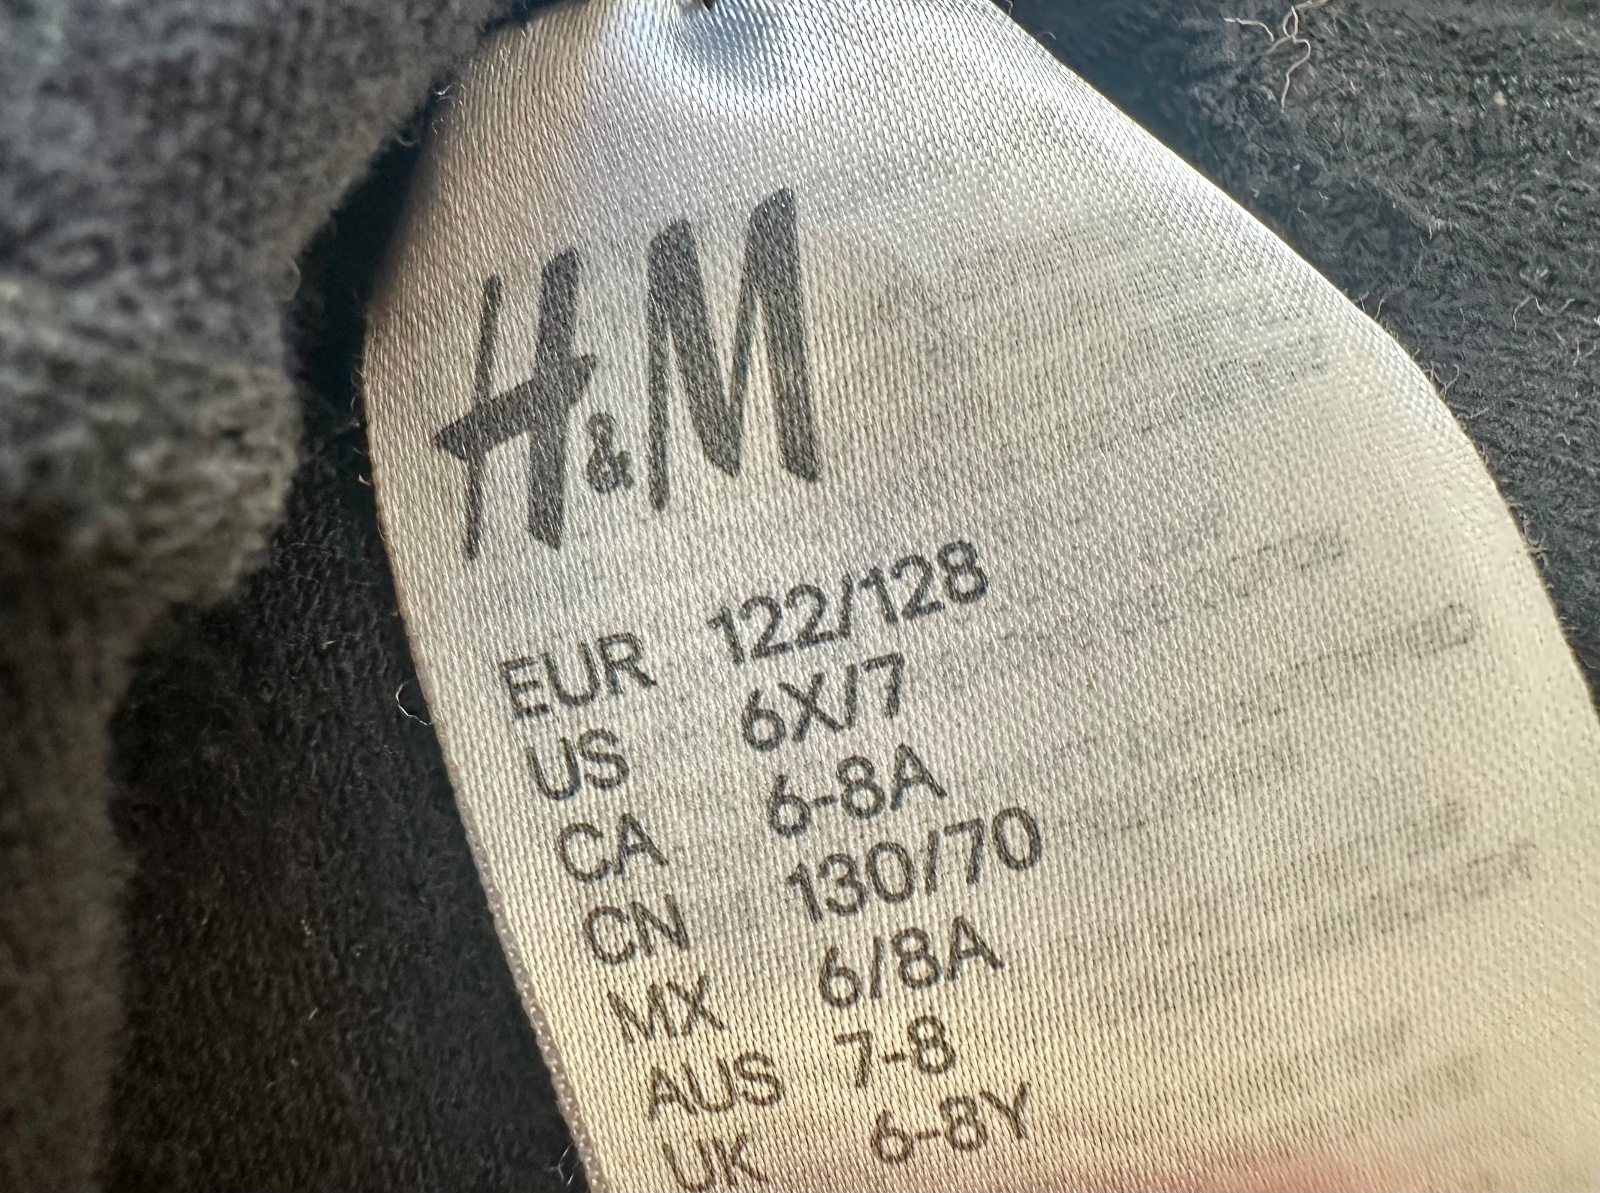 H&M
EUR 122/128
US 6X/7
CA 6-8A
CN 130/70
MX 6/8A
AUS 7-8
UK 6-8Y